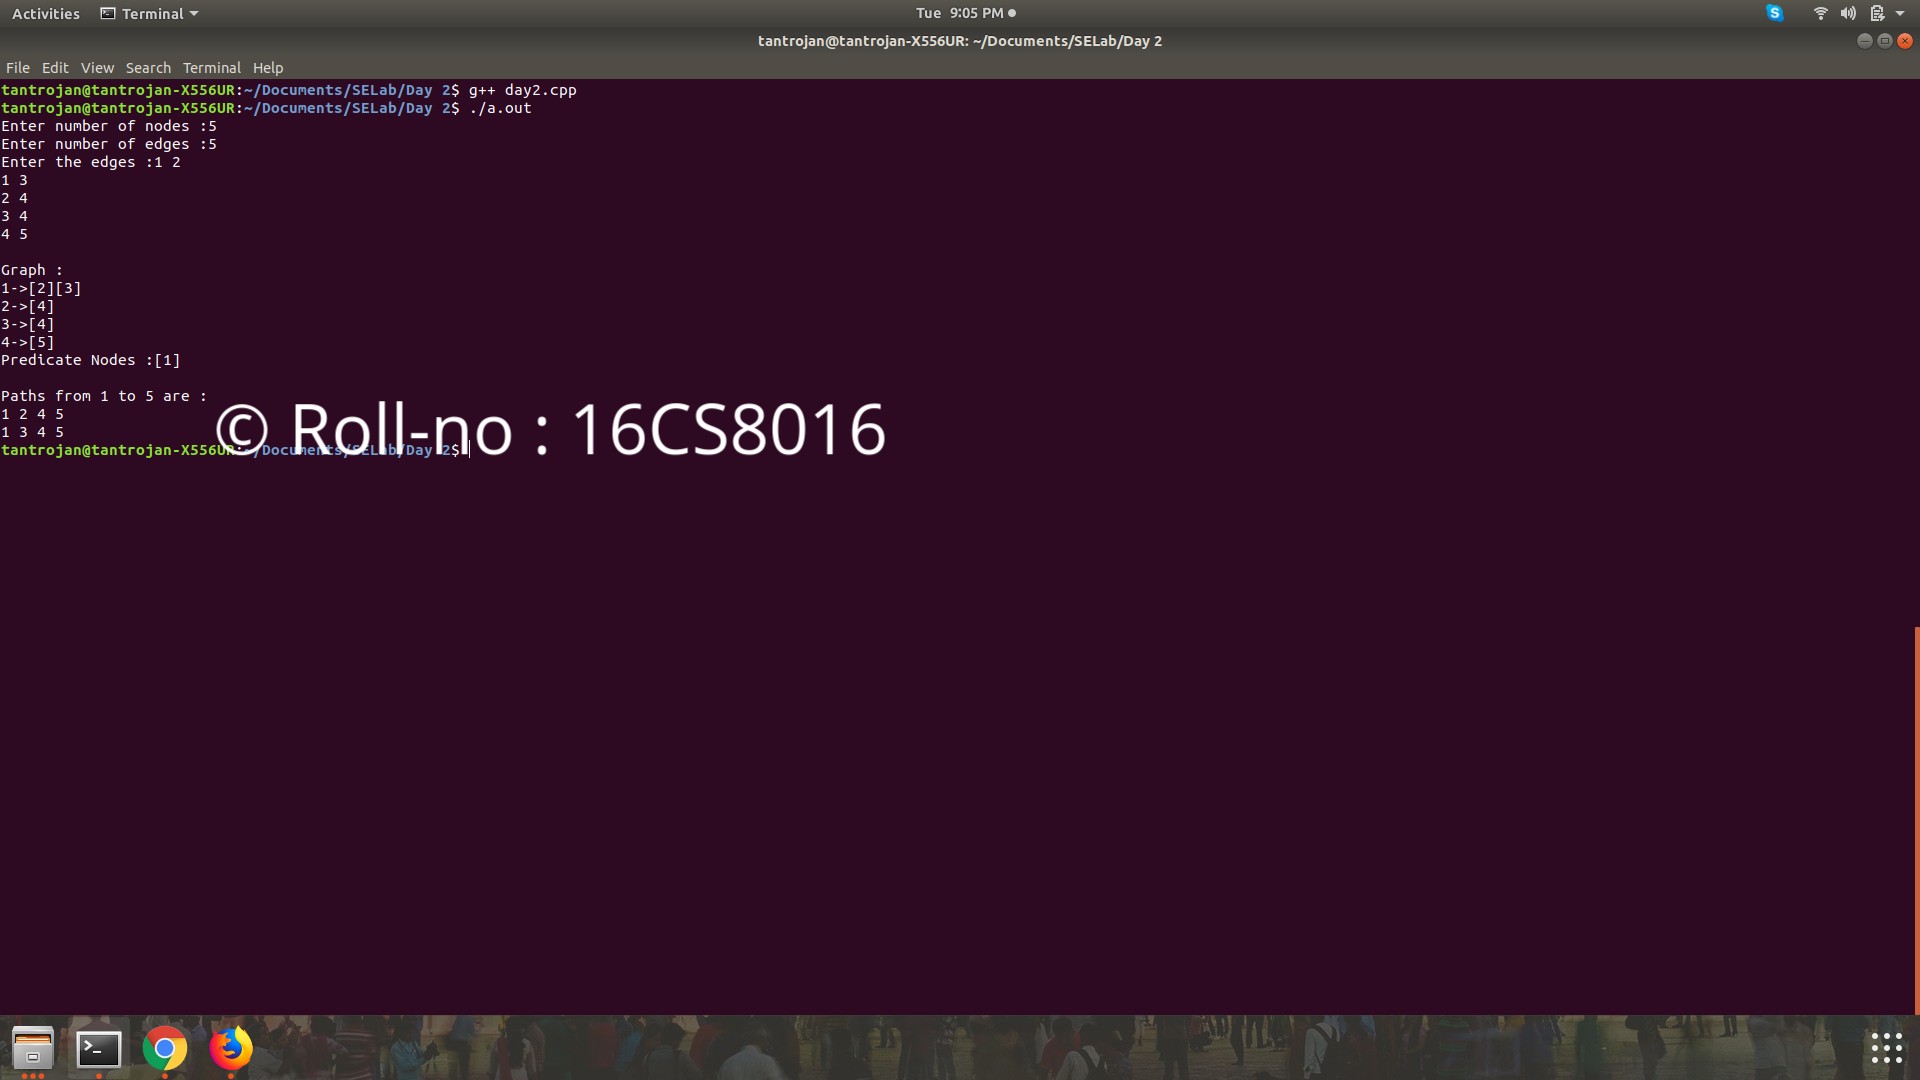 Activities Terminal Tue 9:05 PM
tantrojan@tantrojan-X556UR: ~/Documents/SELab/Day 2
File Edit View Search Terminal Help
tantrojan@tantrojan-X556UR:~/Documents/SELab/Day 2$ g++ day2.cpp
tantrojan@tantrojan-X556UR:~/Documents/SELab/Day 2$ ./a.out
Enter number of nodes :5
Enter number of edges :5
Enter the edges :1 2
1 3
2 4
3 4
4 5
Graph :
1->[2][3]
2->[4]
3->[4]
4->[5]
Predicate Nodes :[1]
Paths from 1 to 5 are :
1 2 4 5
1 3 4 5
© Roll-no : 16CS8016
tantrojan@tantrojan-X556UR:~/Documents/SELab/Day 2$